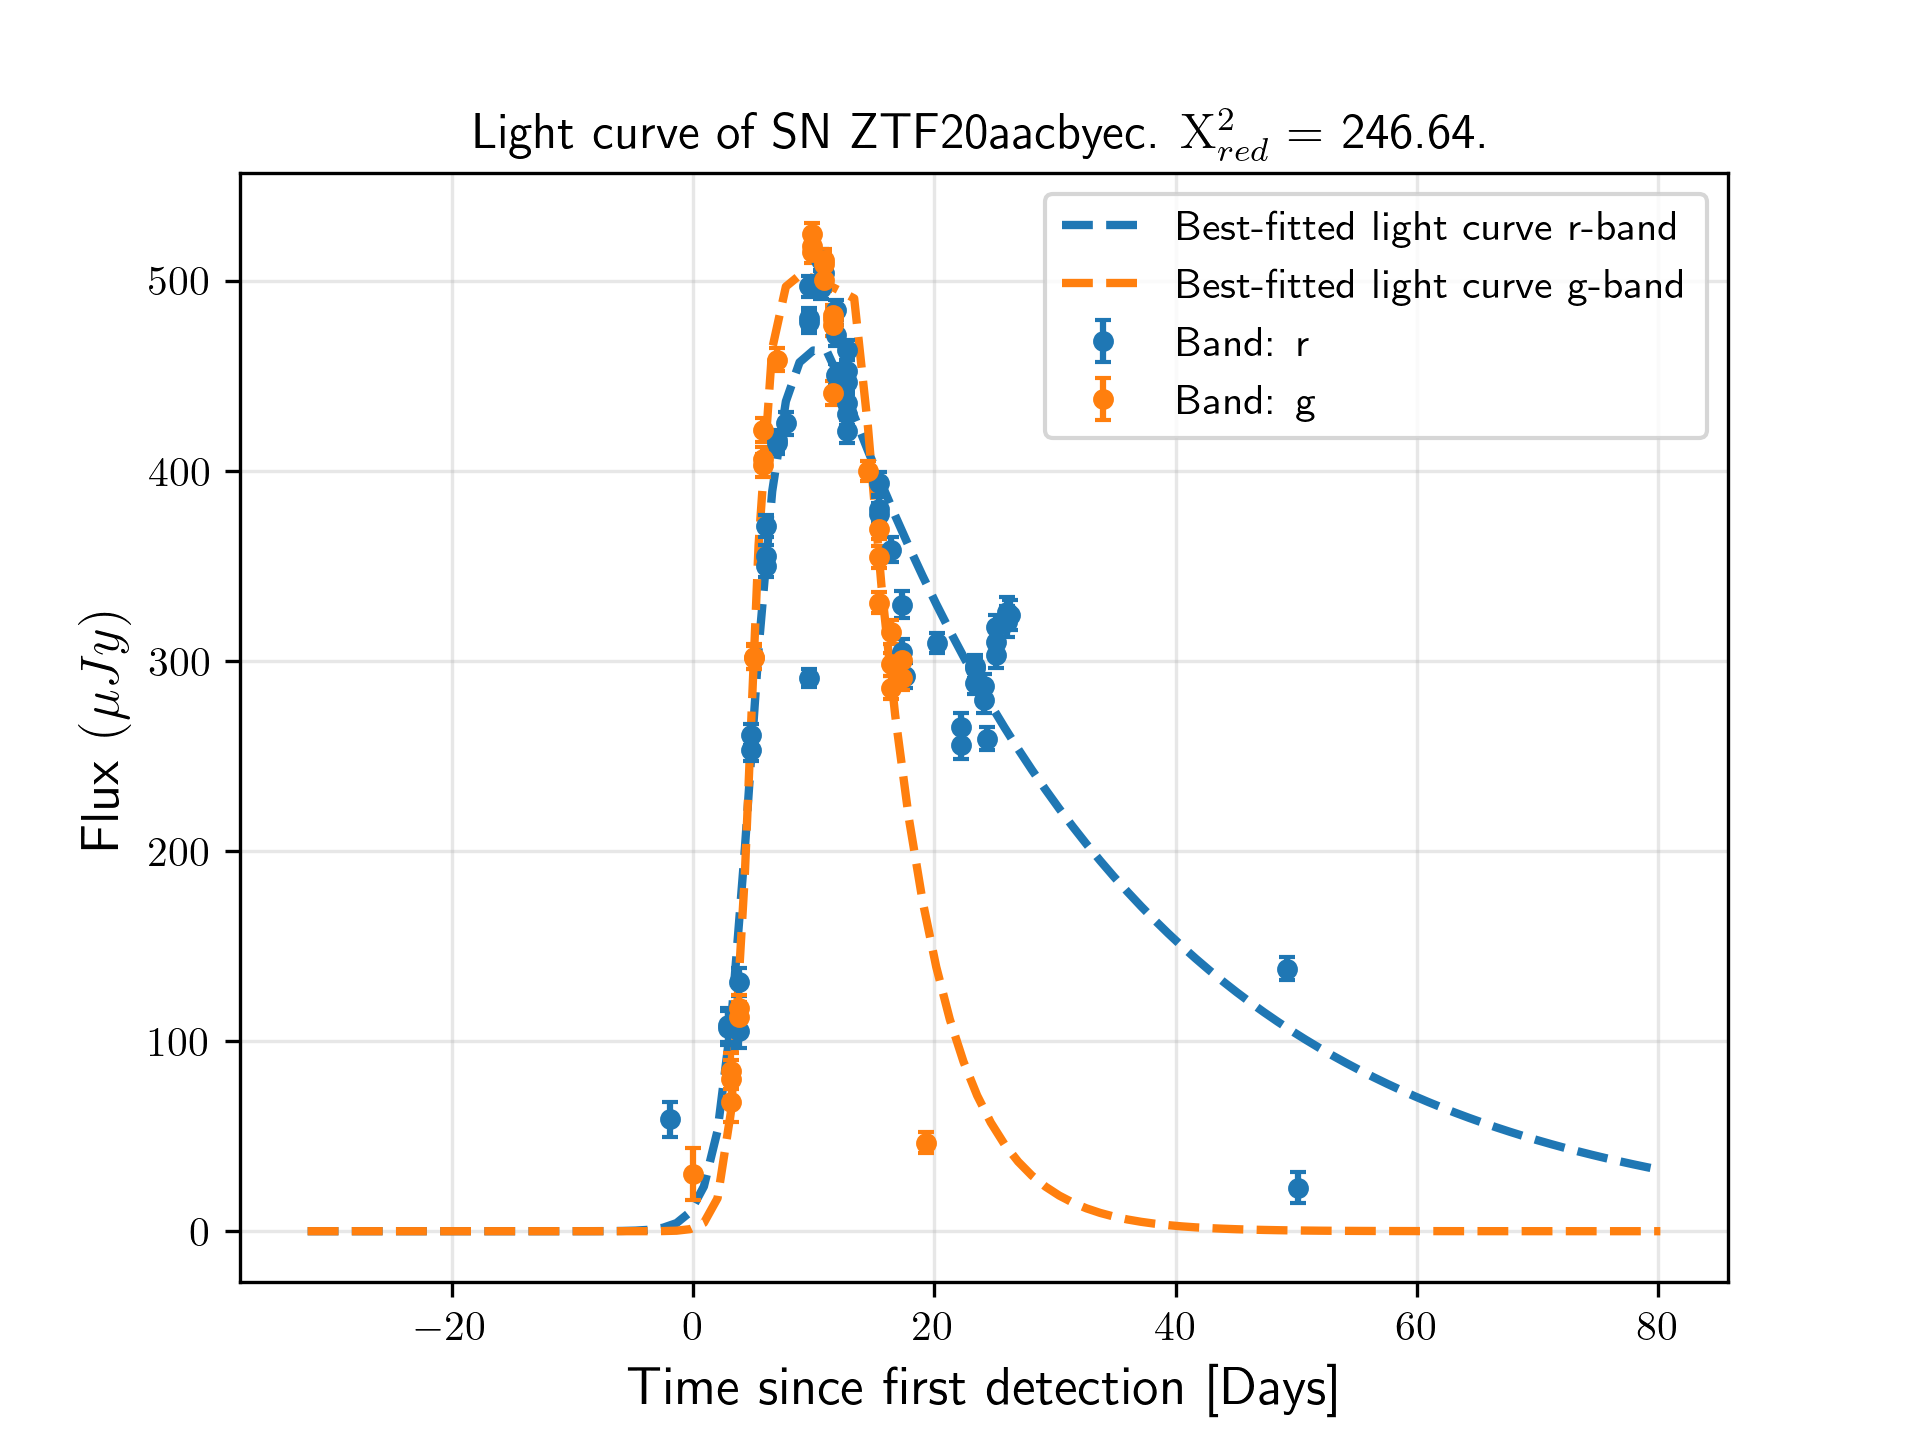 Light curve of SN ZTF20aacbyec. X²_red = 246.64.
Best-fitted light curve r-band
Best-fitted light curve g-band
Band: r
Band: g
500
400
300
200
100
0
Flux (μJy)
−20 0 20 40 60 80
Time since first detection [Days]